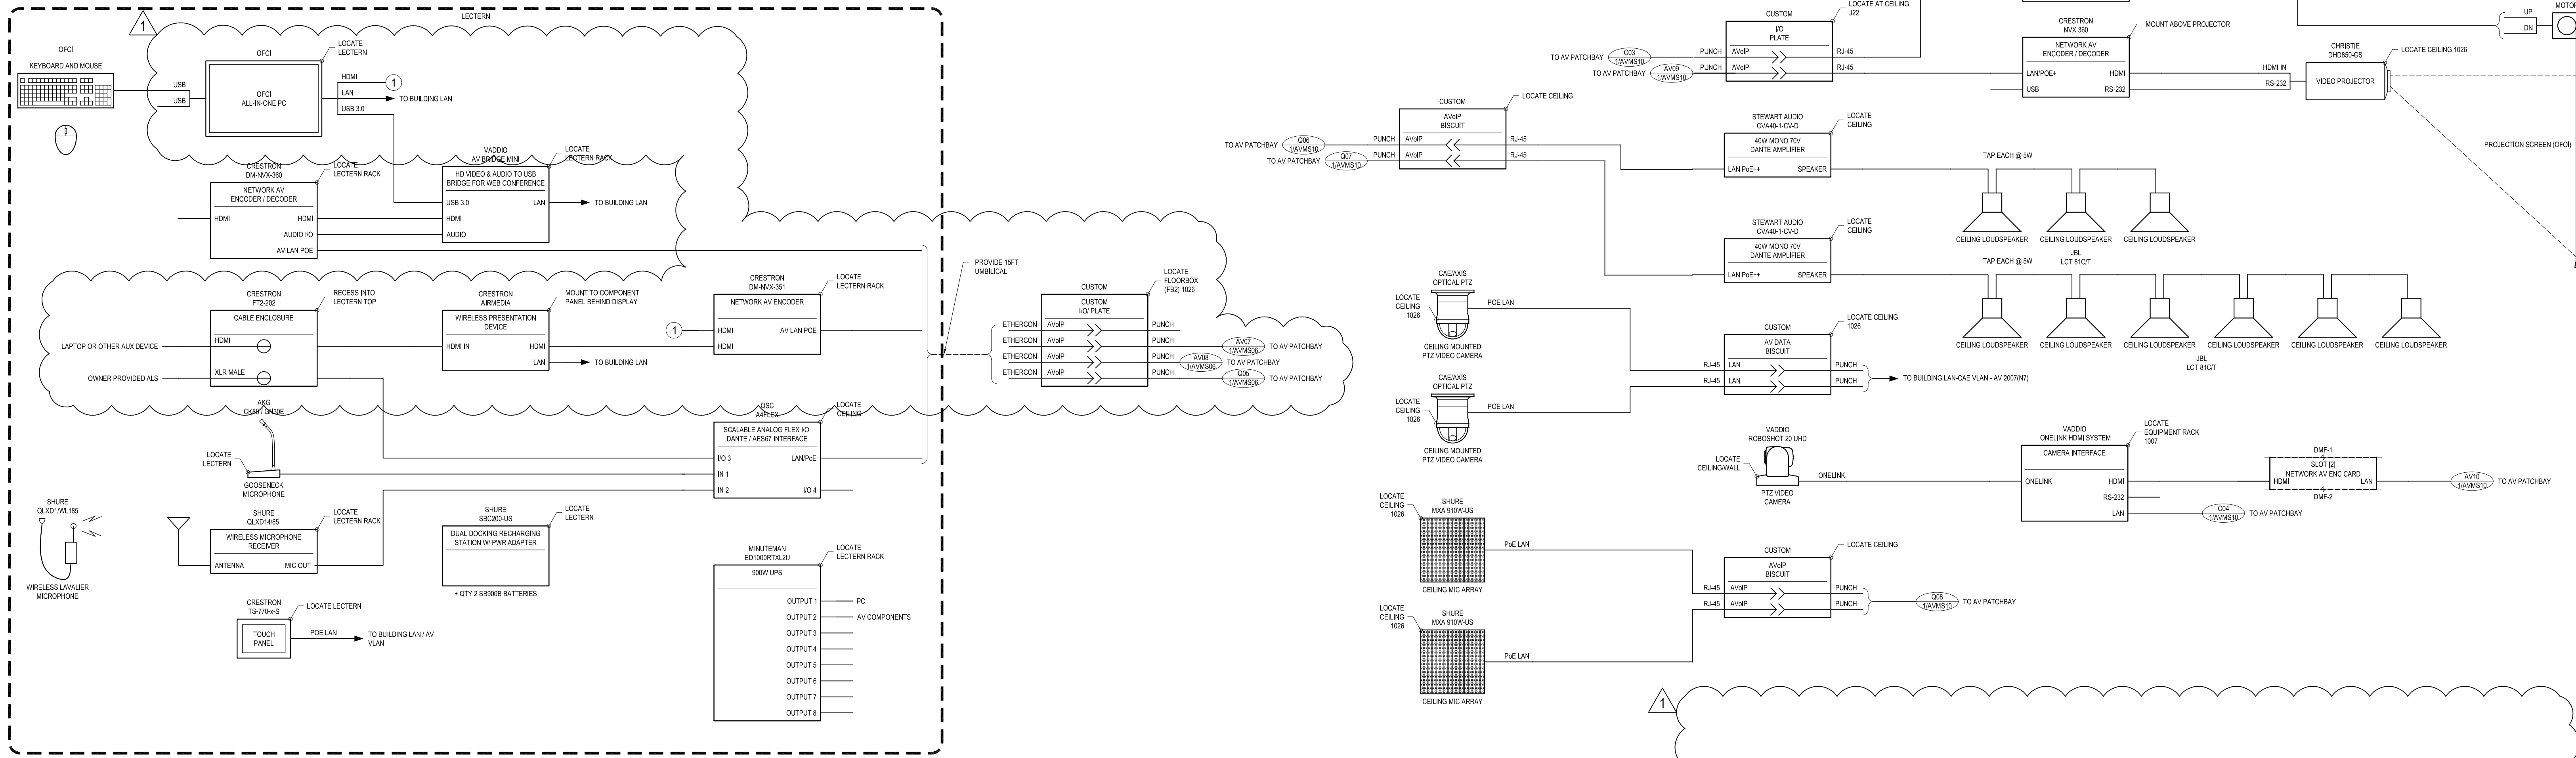 LECTERN
1
OFCI
KEYBOARD AND MOUSE
USB
USB
OFCI
OFCI
ALL-IN-ONE PC
LOCATE
LECTERN
HDMI
1
LAN
TO BUILDING LAN
USB 3.0
CRESTRON
DM-NVX-360
LOCATE
LECTERN RACK
NETWORK AV
ENCODER / DECODER
HDMI
HDMI
AUDIO I/O
AV LAN POE
VADDIO
AV BRIDGE MINI
LOCATE
LECTERN RACK
HD VIDEO & AUDIO TO USB
BRIDGE FOR WEB CONFERENCE
USB 3.0
LAN
TO BUILDING LAN
HDMI
AUDIO
CRESTRON
FT2-202
RECESS INTO
LECTERN TOP
CABLE ENCLOSURE
HDMI
LAPTOP OR OTHER AUX DEVICE
XLR MALE
OWNER PROVIDED ALS
CRESTRON
AIRMEDIA
MOUNT TO COMPONENT
PANEL BEHIND DISPLAY
WIRELESS PRESENTATION
DEVICE
HDMI IN
HDMI
LAN
TO BUILDING LAN
CRESTRON
DM-NVX-351
LOCATE
LECTERN RACK
NETWORK AV ENCODER
1
HDMI
AV LAN POE
HDMI
PROVIDE 15FT
UMBILICAL
CUSTOM
LOCATE
FLOORBOX
(FB2) 1026
CUSTOM
I/O/ PLATE
ETHERCON
AVoIP
PUNCH
ETHERCON
AVoIP
PUNCH
AV07
1/AVMS06
TO AV PATCHBAY
ETHERCON
AVoIP
PUNCH
AV08
1/AVMS06
TO AV PATCHBAY
ETHERCON
AVoIP
PUNCH
Q05
1/AVMS06
TO AV PATCHBAY
AKG
CK80 / GN30E
LOCATE
LECTERN
GOOSENECK
MICROPHONE
QSC
A4FLEX
LOCATE
CEILING
SCALABLE ANALOG FLEX I/O
DANTE / AES67 INTERFACE
I/O 3
LAN/PoE
IN 1
IN 2
I/O 4
SHURE
QLXD1/WL185
WIRELESS LAVALIER
MICROPHONE
SHURE
QLXD14/85
LOCATE
LECTERN RACK
WIRELESS MICROPHONE
RECEIVER
ANTENNA
MIC OUT
SHURE
SBC200-US
LOCATE
LECTERN
DUAL DOCKING RECHARGING
STATION W/ PWR ADAPTER
+ QTY 2 SB900B BATTERIES
CRESTRON
TS-770-x-S
LOCATE LECTERN
TOUCH
PANEL
POE LAN
TO BUILDING LAN / AV
VLAN
MINUTEMAN
ED1000RTXL2U
LOCATE
LECTERN RACK
900W UPS
OUTPUT 1
PC
OUTPUT 2
AV COMPONENTS
OUTPUT 3
OUTPUT 4
OUTPUT 5
OUTPUT 6
OUTPUT 7
OUTPUT 8
CUSTOM
LOCATE AT CEILING
J22
I/O
PLATE
TO AV PATCHBAY
C03
1/AVMS10
PUNCH
AVoIP
RJ-45
TO AV PATCHBAY
AV09
1/AVMS10
PUNCH
AVoIP
RJ-45
CRESTRON
NVX 360
MOUNT ABOVE PROJECTOR
NETWORK AV
ENCODER / DECODER
LAN/POE+
HDMI
USB
RS-232
UP
DN
MOTOR
CHRISTIE
DHD850-GS
LOCATE CEILING 1026
HDMI IN
RS-232
VIDEO PROJECTOR
PROJECTION SCREEN (OFOI)
CUSTOM
LOCATE CEILING
AVoIP
BISCUIT
TO AV PATCHBAY
Q06
1/AVMS10
PUNCH
AVoIP
RJ-45
TO AV PATCHBAY
Q07
1/AVMS10
PUNCH
AVoIP
RJ-45
STEWART AUDIO
CVA40-1-CV-D
LOCATE
CEILING
40W MONO 70V
DANTE AMPLIFIER
LAN PoE++
SPEAKER
TAP EACH @ 5W
CEILING LOUDSPEAKER
CEILING LOUDSPEAKER
CEILING LOUDSPEAKER
JBL
LCT 81C/T
STEWART AUDIO
CVA40-1-CV-D
LOCATE
CEILING
40W MONO 70V
DANTE AMPLIFIER
LAN PoE++
SPEAKER
TAP EACH @ 5W
CEILING LOUDSPEAKER
CEILING LOUDSPEAKER
CEILING LOUDSPEAKER
CEILING LOUDSPEAKER
CEILING LOUDSPEAKER
CEILING LOUDSPEAKER
JBL
LCT 81C/T
CAE/AXIS
OPTICAL PTZ
LOCATE
CEILING
1026
POE LAN
CEILING MOUNTED
PTZ VIDEO CAMERA
CAE/AXIS
OPTICAL PTZ
LOCATE
CEILING
1026
POE LAN
CEILING MOUNTED
PTZ VIDEO CAMERA
CUSTOM
LOCATE
CEILING
1026
AV DATA
BISCUIT
RJ-45
LAN
PUNCH
RJ-45
LAN
PUNCH
TO BUILDING LAN-CAE VLAN - AV 2007(N7)
VADDIO
ROBOSHOT 20 UHD
LOCATE
CEILING/WALL
ONELINK
PTZ VIDEO
CAMERA
VADDIO
ONELINK HDMI SYSTEM
LOCATE
EQUIPMENT RACK
1007
CAMERA INTERFACE
ONELINK
HDMI
RS-232
LAN
C04
1/AVMS10
TO AV PATCHBAY
DMF-1
SLOT [2]
NETWORK AV ENC CARD
HDMI
LAN
DMF-2
AV10
1/AVMS10
TO AV PATCHBAY
LOCATE
CEILING
1026
SHURE
MXA 910W-US
PoE LAN
CEILING MIC ARRAY
LOCATE
CEILING
1026
SHURE
MXA 910W-US
PoE LAN
CEILING MIC ARRAY
CUSTOM
LOCATE CEILING
AVoIP
BISCUIT
RJ-45
AVoIP
PUNCH
RJ-45
AVoIP
PUNCH
Q08
1/AVMS10
TO AV PATCHBAY
1